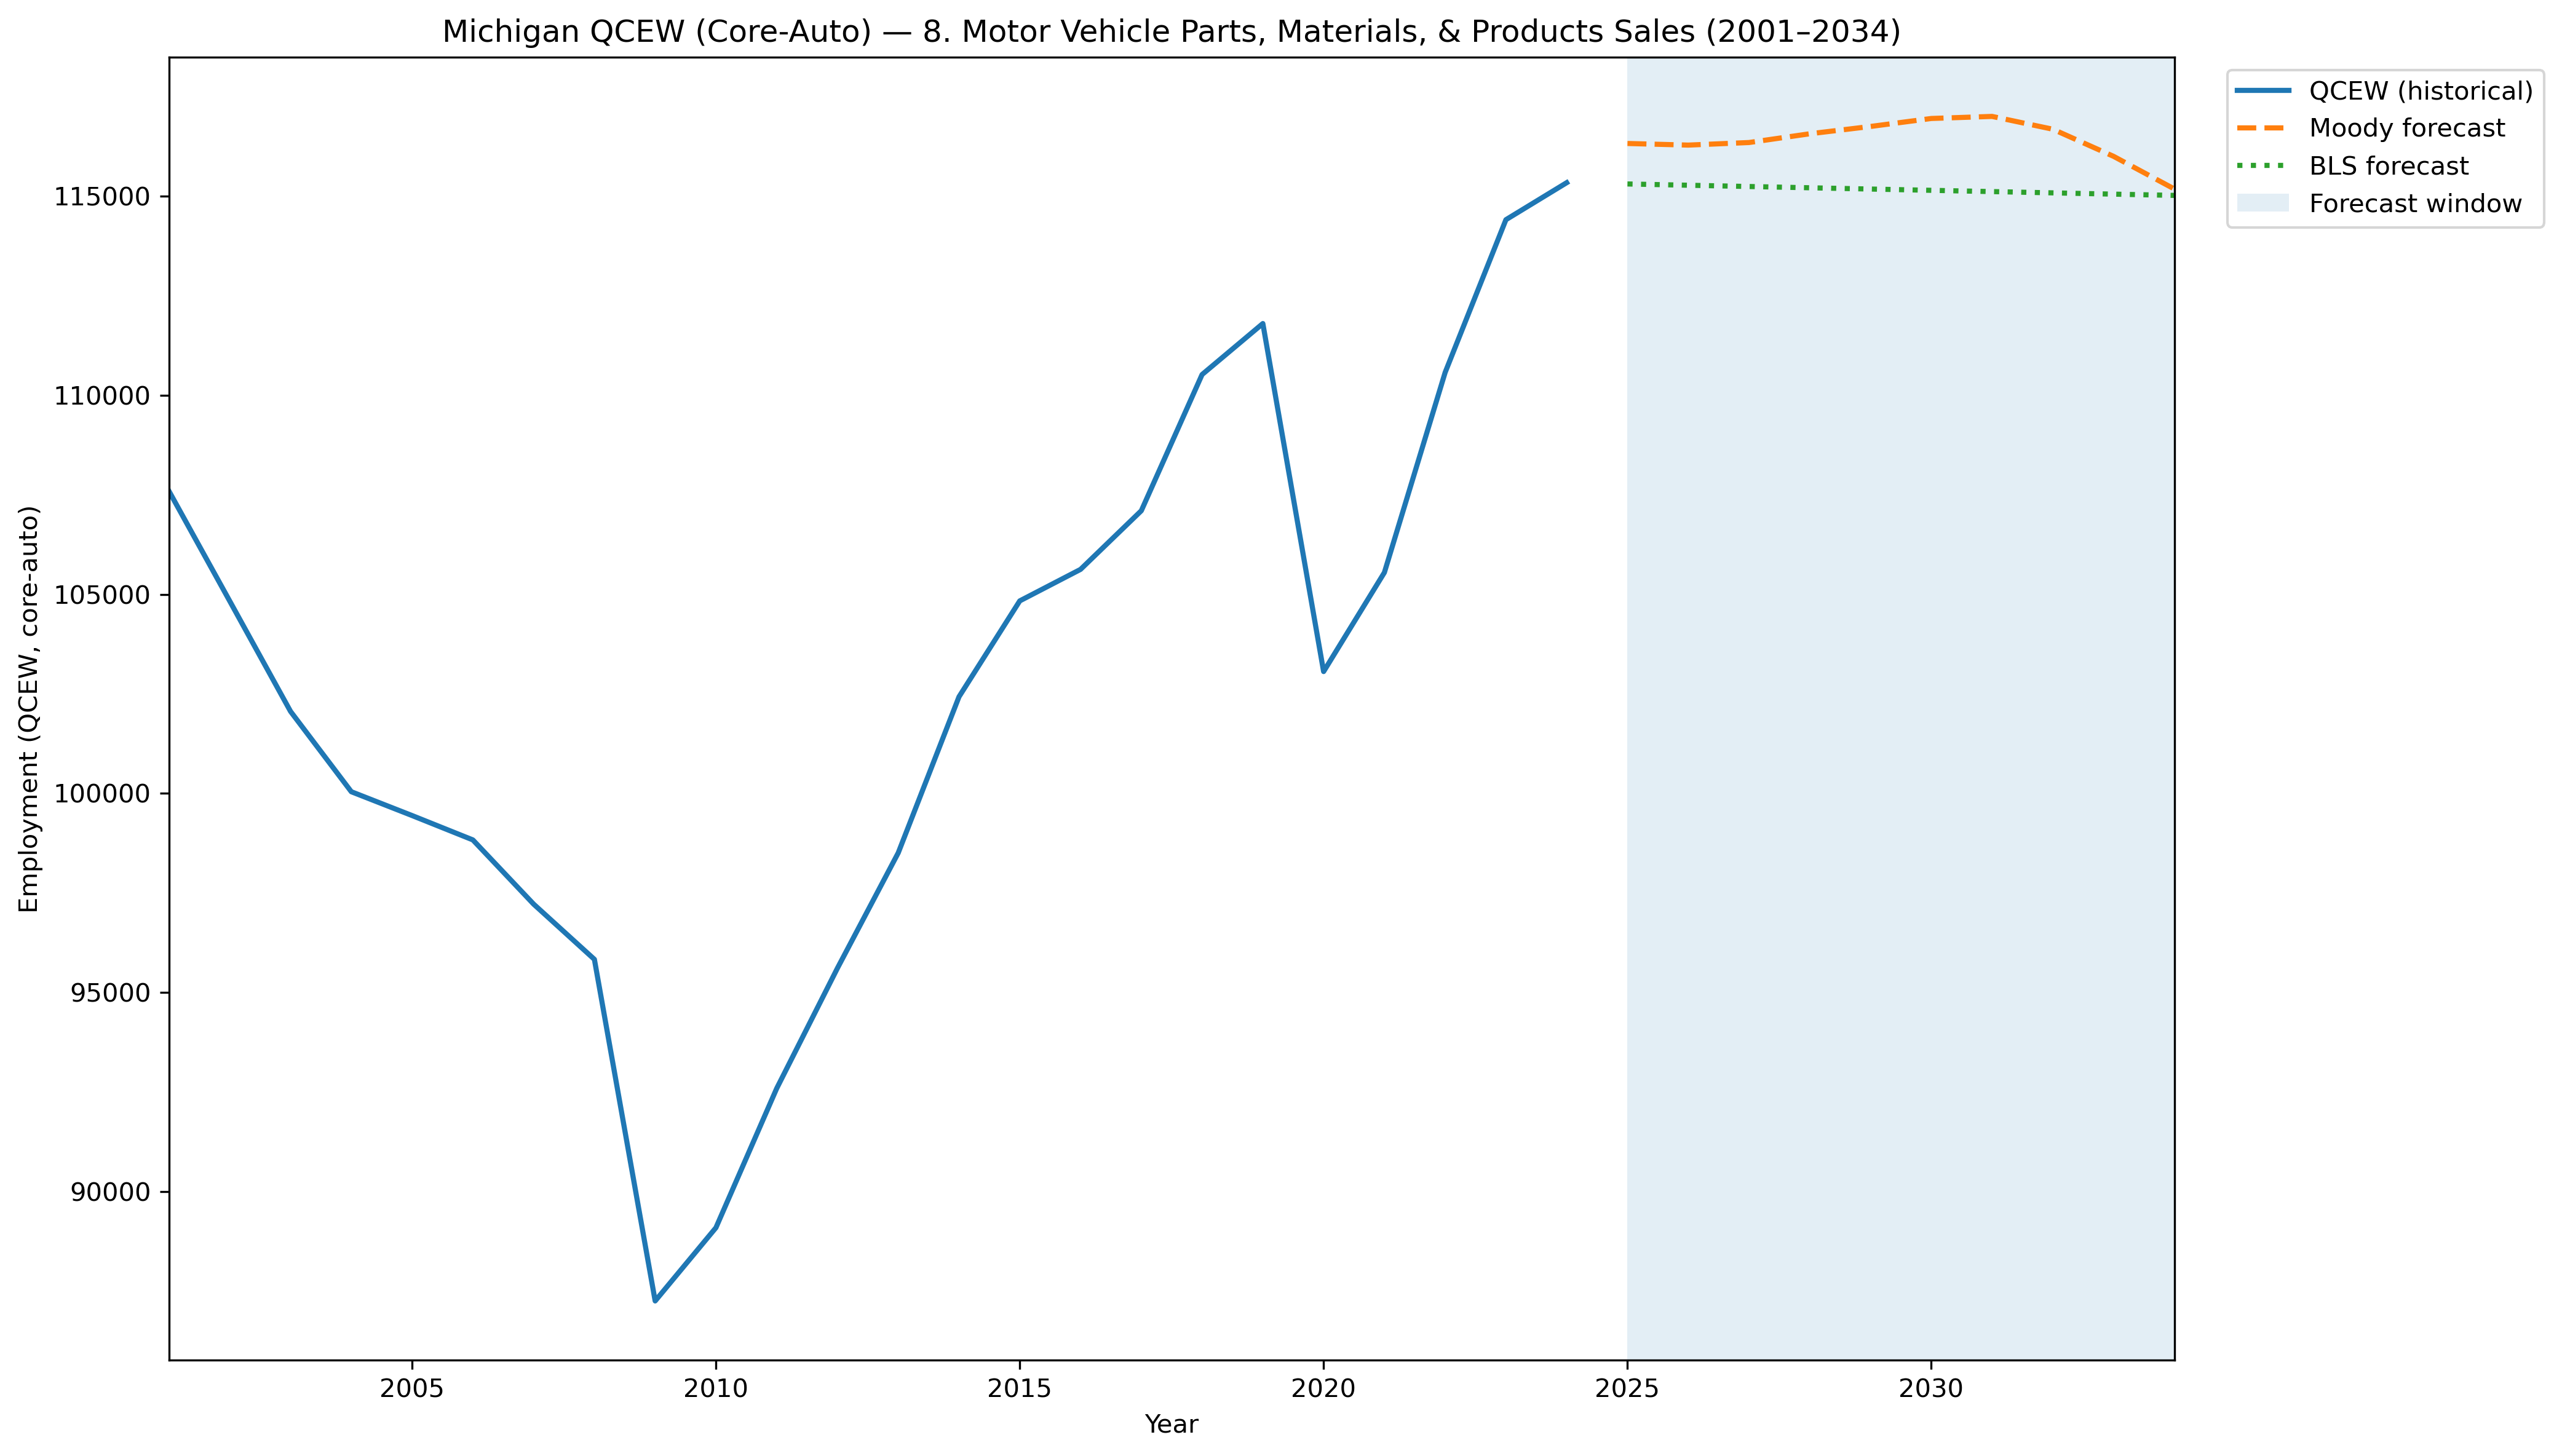 Michigan QCEW (Core-Auto) — 8. Motor Vehicle Parts, Materials, & Products Sales (2001–2034)
QCEW (historical)
Moody forecast
BLS forecast
Forecast window
Employment (QCEW, core-auto)
115000
110000
105000
100000
95000
90000
2005
2010
2015
2020
2025
2030
Year